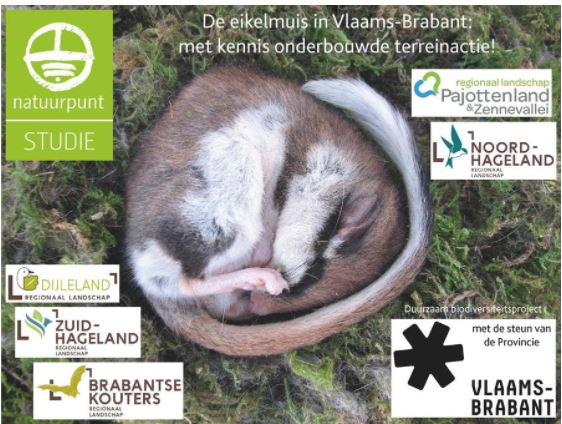 De eikelmuis in Vlaams-Brabant:
met kennis onderbouwde terreinactie!
natuurpunt
STUDIE
regionaal landschap
Pajottenland
& Zennevallei
NOORD-
HAGELAND
REGIONAAL
LANDSCHAP
DIJLELAND
REGIONAAL LANDSCHAP
ZUID-
HAGELAND
REGIONAAL
LANDSCHAP
BRABANTSE
KOUTERS
REGIONAAL
LANDSCHAP
Duurzaam biodiversiteitsproject
met de steun van
de Provincie
VLAAMS-
BRABANT